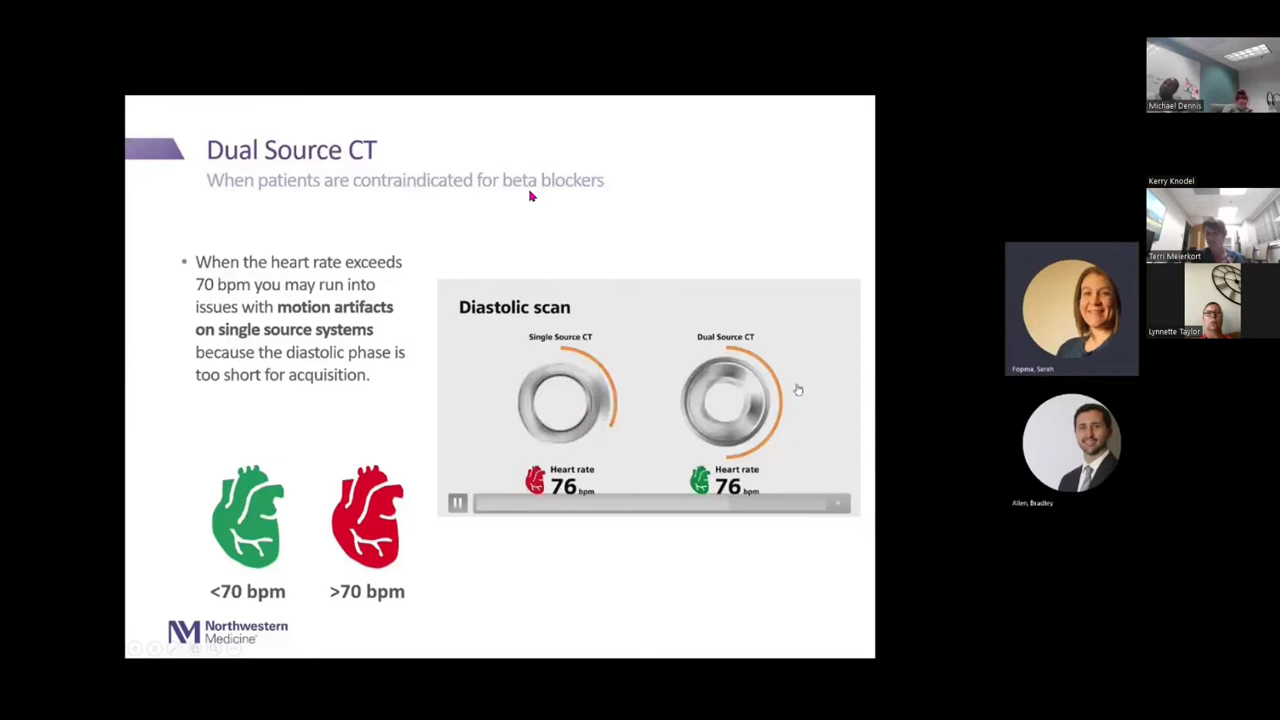 Dual Source CT
When patients are contraindicated for beta blockers
• When the heart rate exceeds
70 bpm you may run into
issues with motion artifacts
on single source systems
because the diastolic phase is
too short for acquisition.
<70 bpm
>70 bpm
Diastolic scan
Single Source CT
Dual Source CT
Heart rate
76 bpm
Heart rate
76 bpm
NM Northwestern
Medicine
Michael Dennis
Kerry Knodel
Terri Meierkort
Lynnette Taylor
Fopma, Sarah
Allen, Bradley